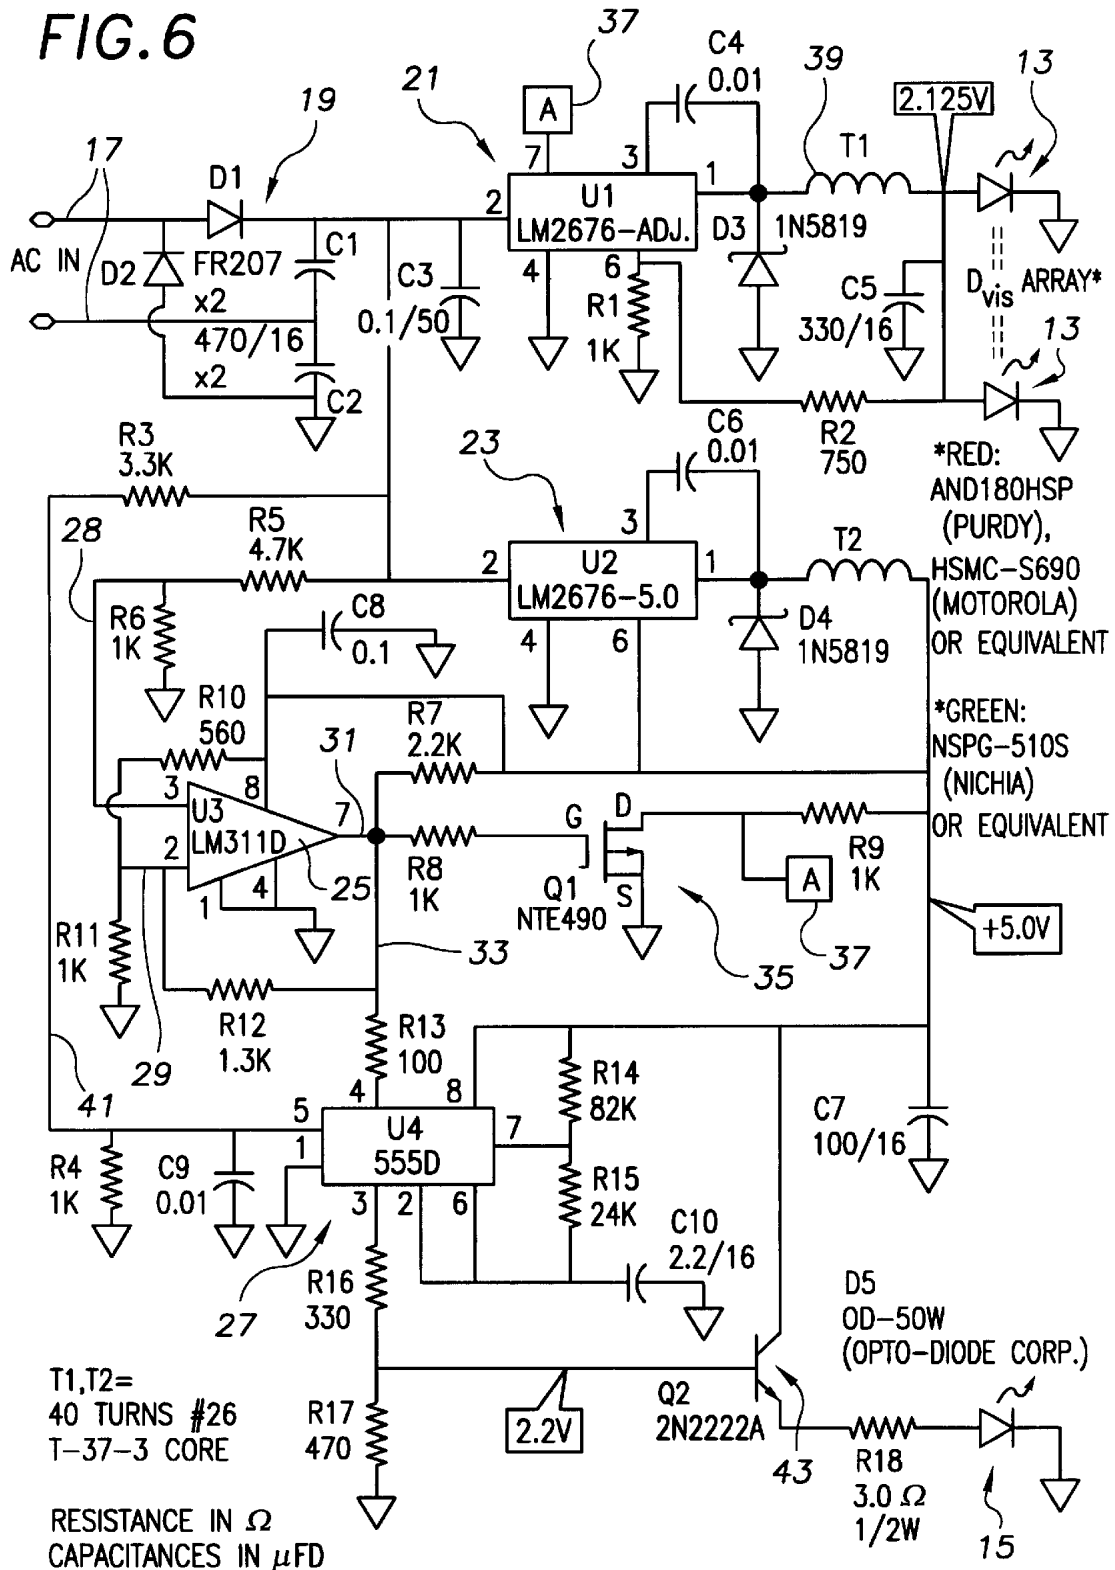 FIG.6
37
A
C4
0.01
39
2.125V
13
17
19
21
7
3
U1
LM2676-ADJ.
2
1
4
6
T1
D1
AC IN
D2
FR207
x2
470/16
x2
C1
C2
C3
0.1/50
R1
1K
D3
1N5819
C5
330/16
Dvis ARRAY*
13
R2
750
R3
3.3K
28
R5
4.7K
R6
1K
C8
0.1
23
C6
0.01
3
U2
LM2676-5.0
2
1
4
6
T2
D4
1N5819
*RED:
AND180HSP
(PURDY),
HSMC-S690
(MOTOROLA)
OR EQUIVALENT
*GREEN:
NSPG-510S
(NICHIA)
OR EQUIVALENT
R10
560
R7
2.2K
31
3
8
U3
LM311D
7
2
4
1
25
R8
1K
G
D
S
Q1
NTE490
R9
1K
A
37
35
+5.0V
R11
1K
29
R12
1.3K
33
41
R13
100
4
8
5
1
U4
555D
7
3
2
6
R14
82K
R15
24K
C7
100/16
R4
1K
C9
0.01
27
R16
330
C10
2.2/16
D5
OD-50W
(OPTO-DIODE CORP.)
T1,T2=
40 TURNS #26
T-37-3 CORE
R17
470
2.2V
Q2
2N2222A
43
R18
3.0 Ω
1/2W
15
RESISTANCE IN Ω
CAPACITANCES IN μFD